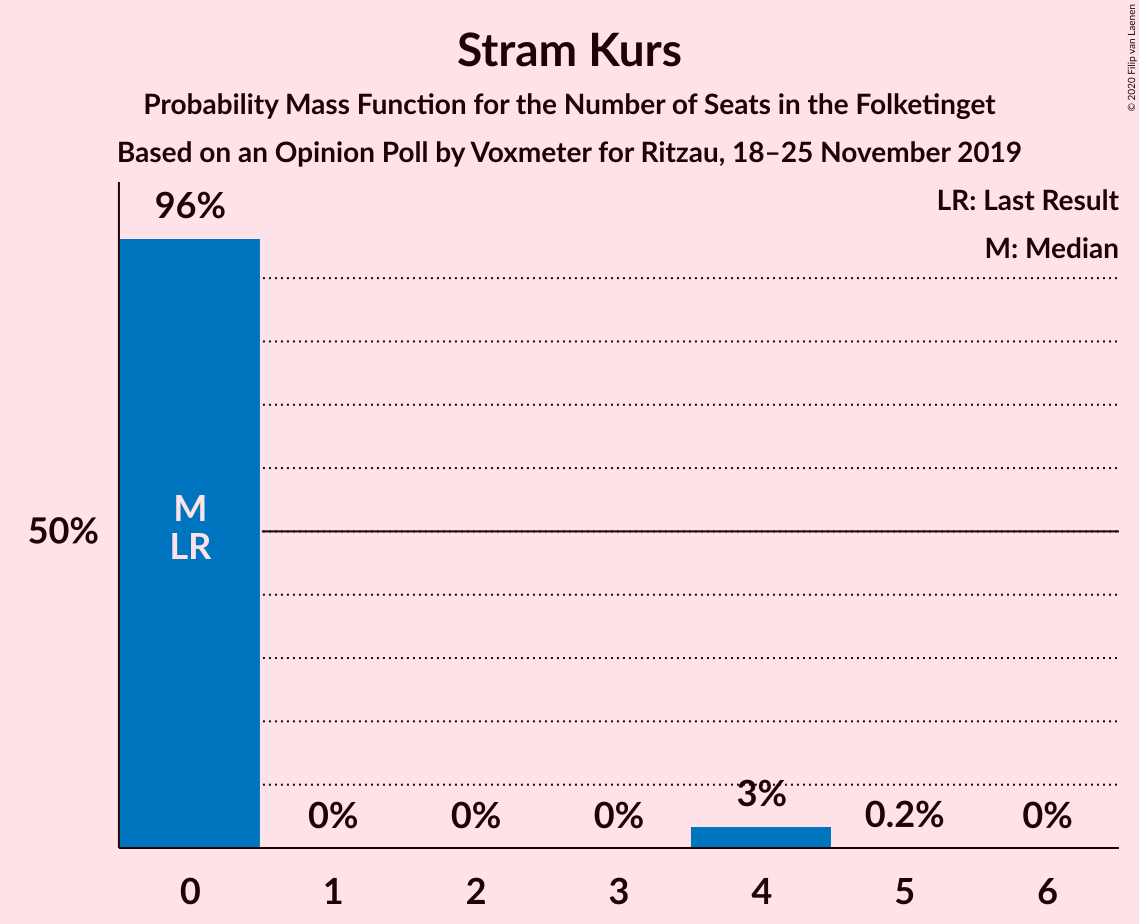 Stram Kurs
Probability Mass Function for the Number of Seats in the Folketinget
Based on an Opinion Poll by Voxmeter for Ritzau, 18–25 November 2019
© 2020 Filip van Laenen
LR: Last Result
M: Median
96%
M
LR
50%
0%
0%
0%
3%
0.2%
0%
0
1
2
3
4
5
6